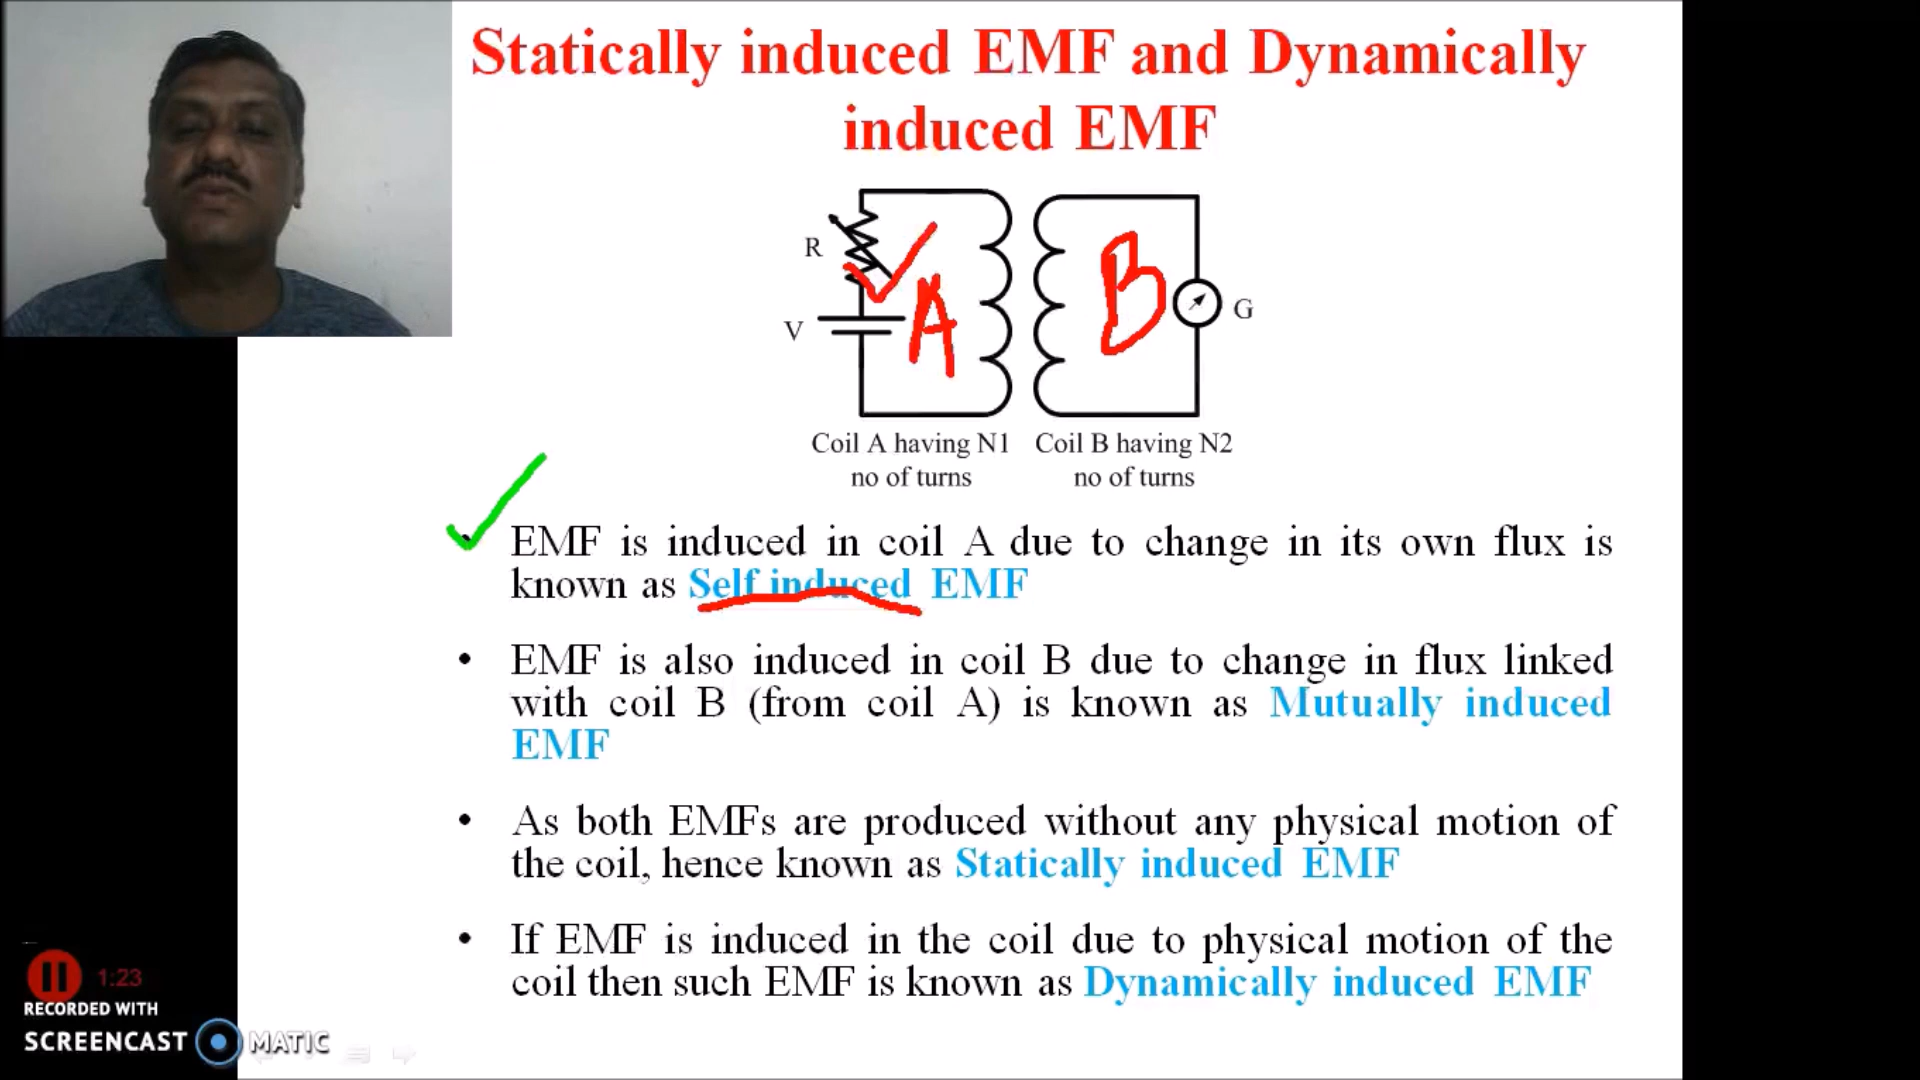 Statically induced EMF and Dynamically
induced EMF
R
V
A
B
G
Coil A having N1
no of turns
Coil B having N2
no of turns
• EMF is induced in coil A due to change in its own flux is
known as Self induced EMF
• EMF is also induced in coil B due to change in flux linked
with coil B (from coil A) is known as Mutually induced
EMF
• As both EMFs are produced without any physical motion of
the coil, hence known as Statically induced EMF
• If EMF is induced in the coil due to physical motion of the
coil then such EMF is known as Dynamically induced EMF
1:23
RECORDED WITH
SCREENCAST MATIC